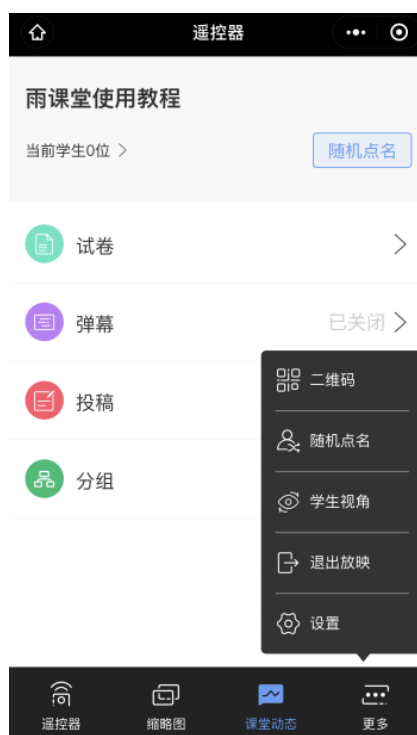 遥控器
雨课堂使用教程
当前学生0位 >
随机点名
试卷
弹幕
已关闭
投稿
分组
二维码
随机点名
学生视角
退出放映
设置
遥控器
缩略图
课堂动态
更多